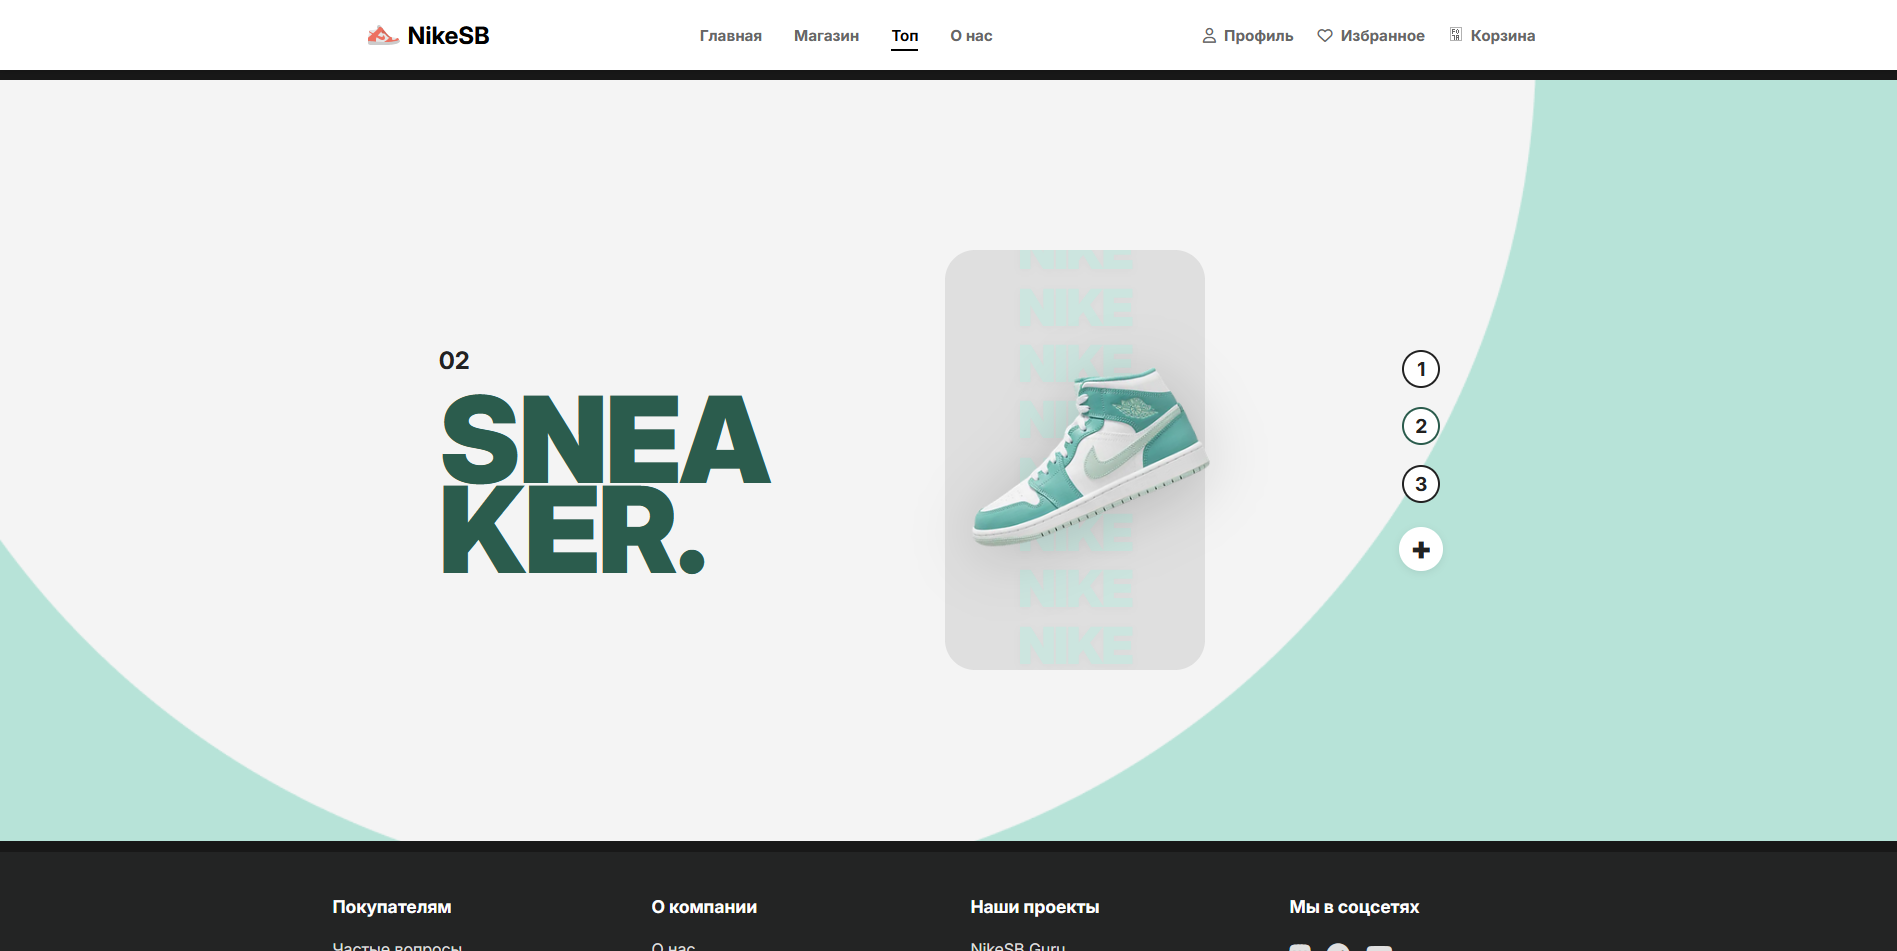 NikeSB
Главная
Магазин
Топ
О нас
Профиль
Избранное
Корзина
02
SNEA
KER.
NIKE
NIKE
NIKE
NIKE
NIKE
NIKE
1
2
3
Покупателям
О компании
Наши проекты
Мы в соцсетях
Частые вопросы
О нас
NikeSB Guru